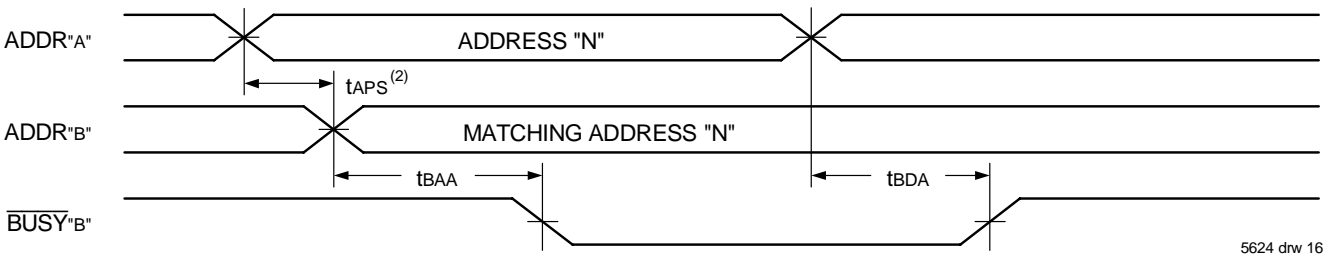 ADDR"A"
ADDRESS "N"
tAPS(2)
ADDR"B"
MATCHING ADDRESS "N"
tBAA
tBDA
BUSY"B"
5624 drw 16